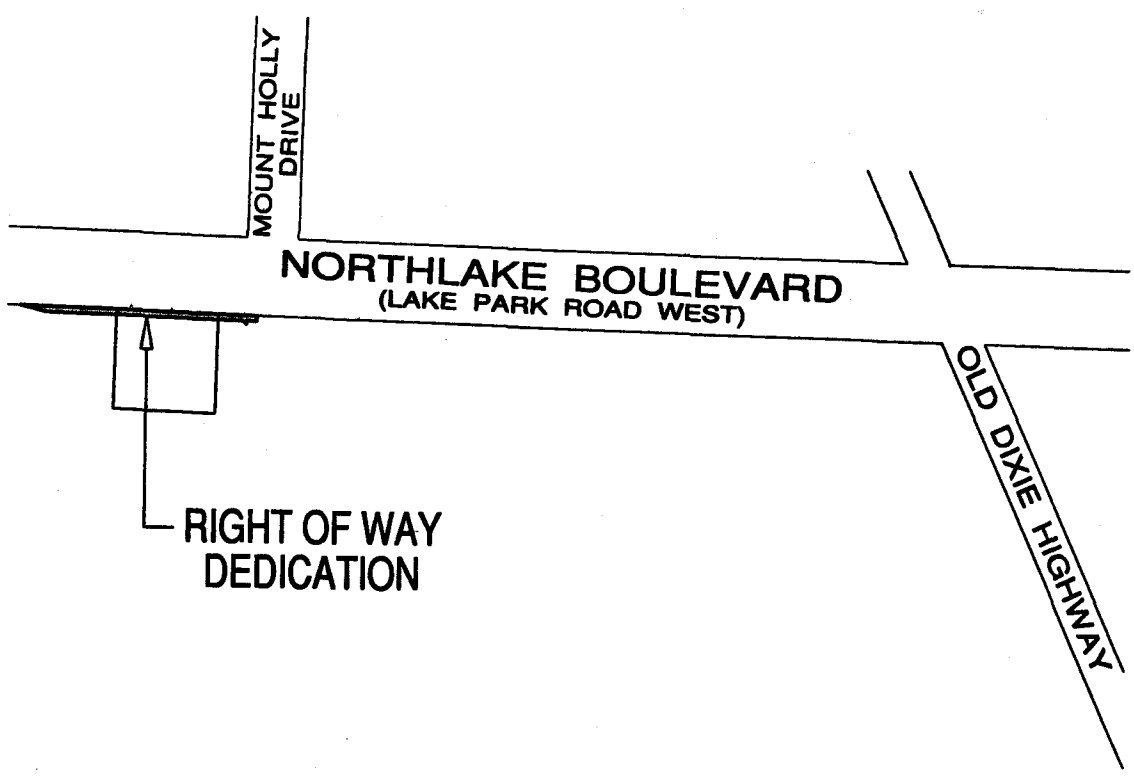 MOUNT HOLLY
DRIVE
NORTHLAKE BOULEVARD
(LAKE PARK ROAD WEST)
OLD DIXIE HIGHWAY
RIGHT OF WAY
DEDICATION